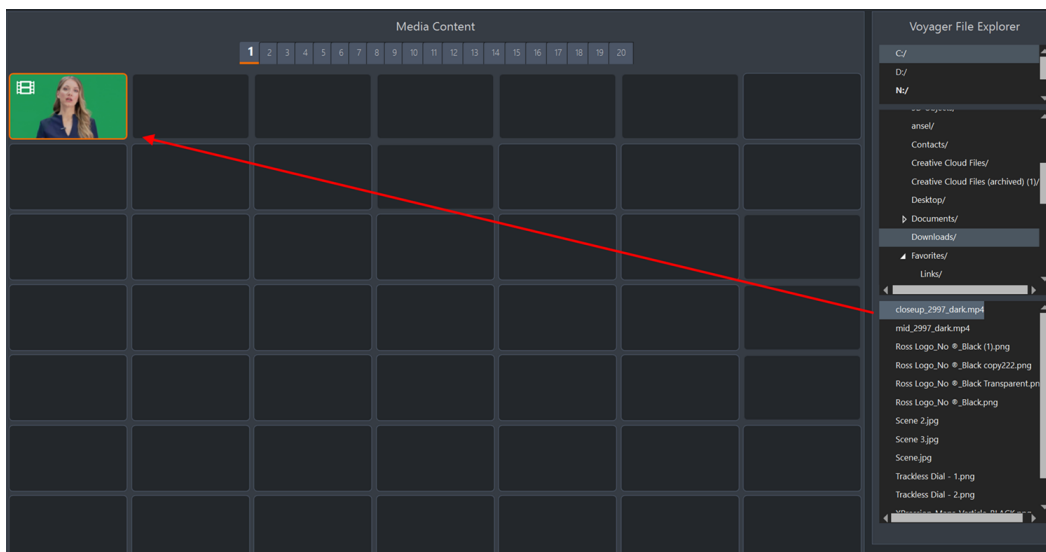 Media Content
1 2 3 4 5 6 7 8 9 10 11 12 13 14 15 16 17 18 19 20
Voyager File Explorer
C:/
D:/
N:/
ansel/
Contacts/
Creative Cloud Files/
Creative Cloud Files (archived) (1)/
Desktop/
Documents/
Downloads/
Favorites/
Links/
closeup_2997_dark.mp4
mid_2997_dark.mp4
Ross Logo_No ®_Black (1).png
Ross Logo_No ®_Black copy222.png
Ross Logo_No ®_Black Transparent.pn
Ross Logo_No ®_Black.png
Scene 2.jpg
Scene 3.jpg
Scene.jpg
Trackless Dial - 1.png
Trackless Dial - 2.png